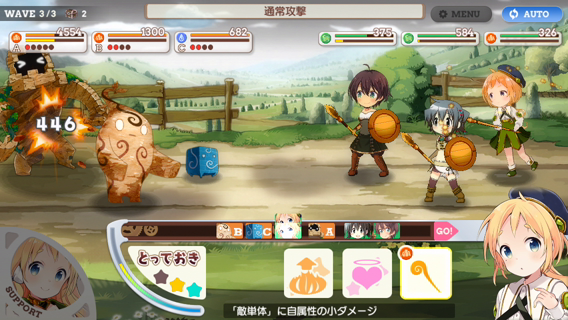 WAVE 3/3 2
通常攻撃
MENU
AUTO
4554
1300
682
375
584
326
A
B
C
446
B C A GO!
とっておき
SUPPORT
「敵単体」に自属性の小ダメージ